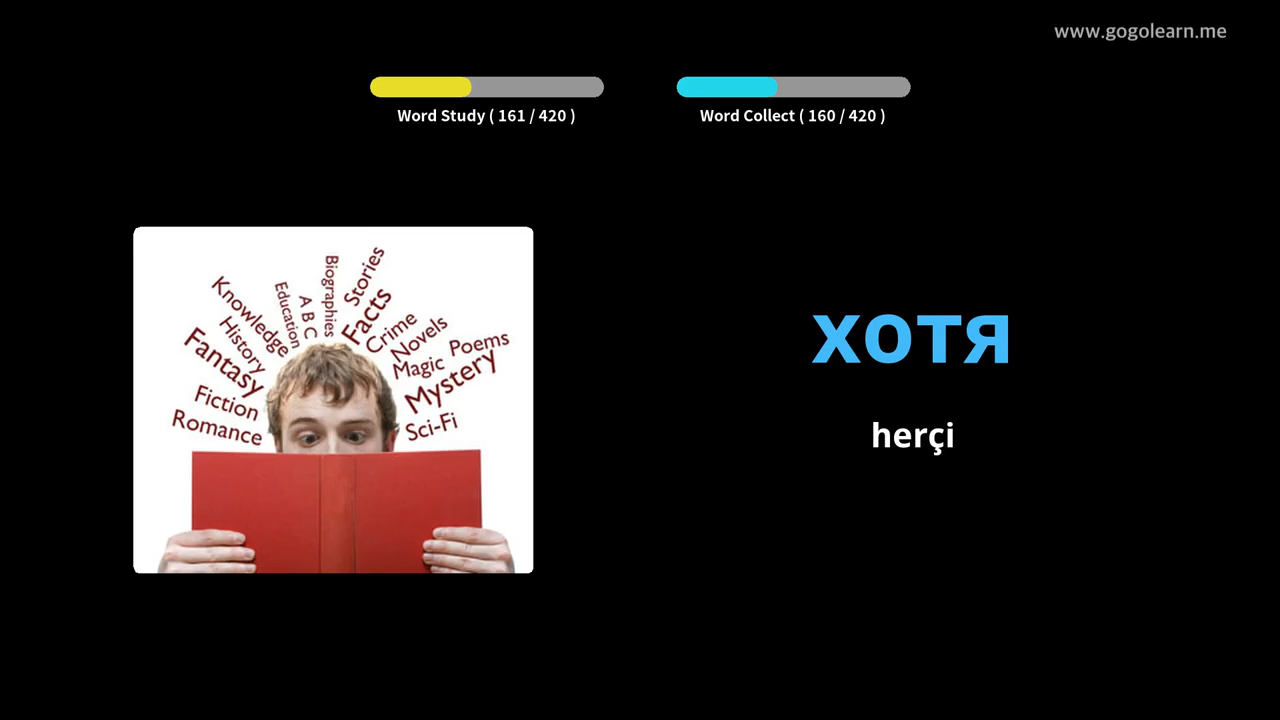 www.gogolearn.me
Word Study ( 161 / 420 )
Word Collect ( 160 / 420 )
Knowledge
History
Fantasy
Fiction
Romance
Education
A B C
Biographies
Stories
Facts
Crime
Novels
Magic
Poems
Mystery
Sci-Fi
хотя
herçi